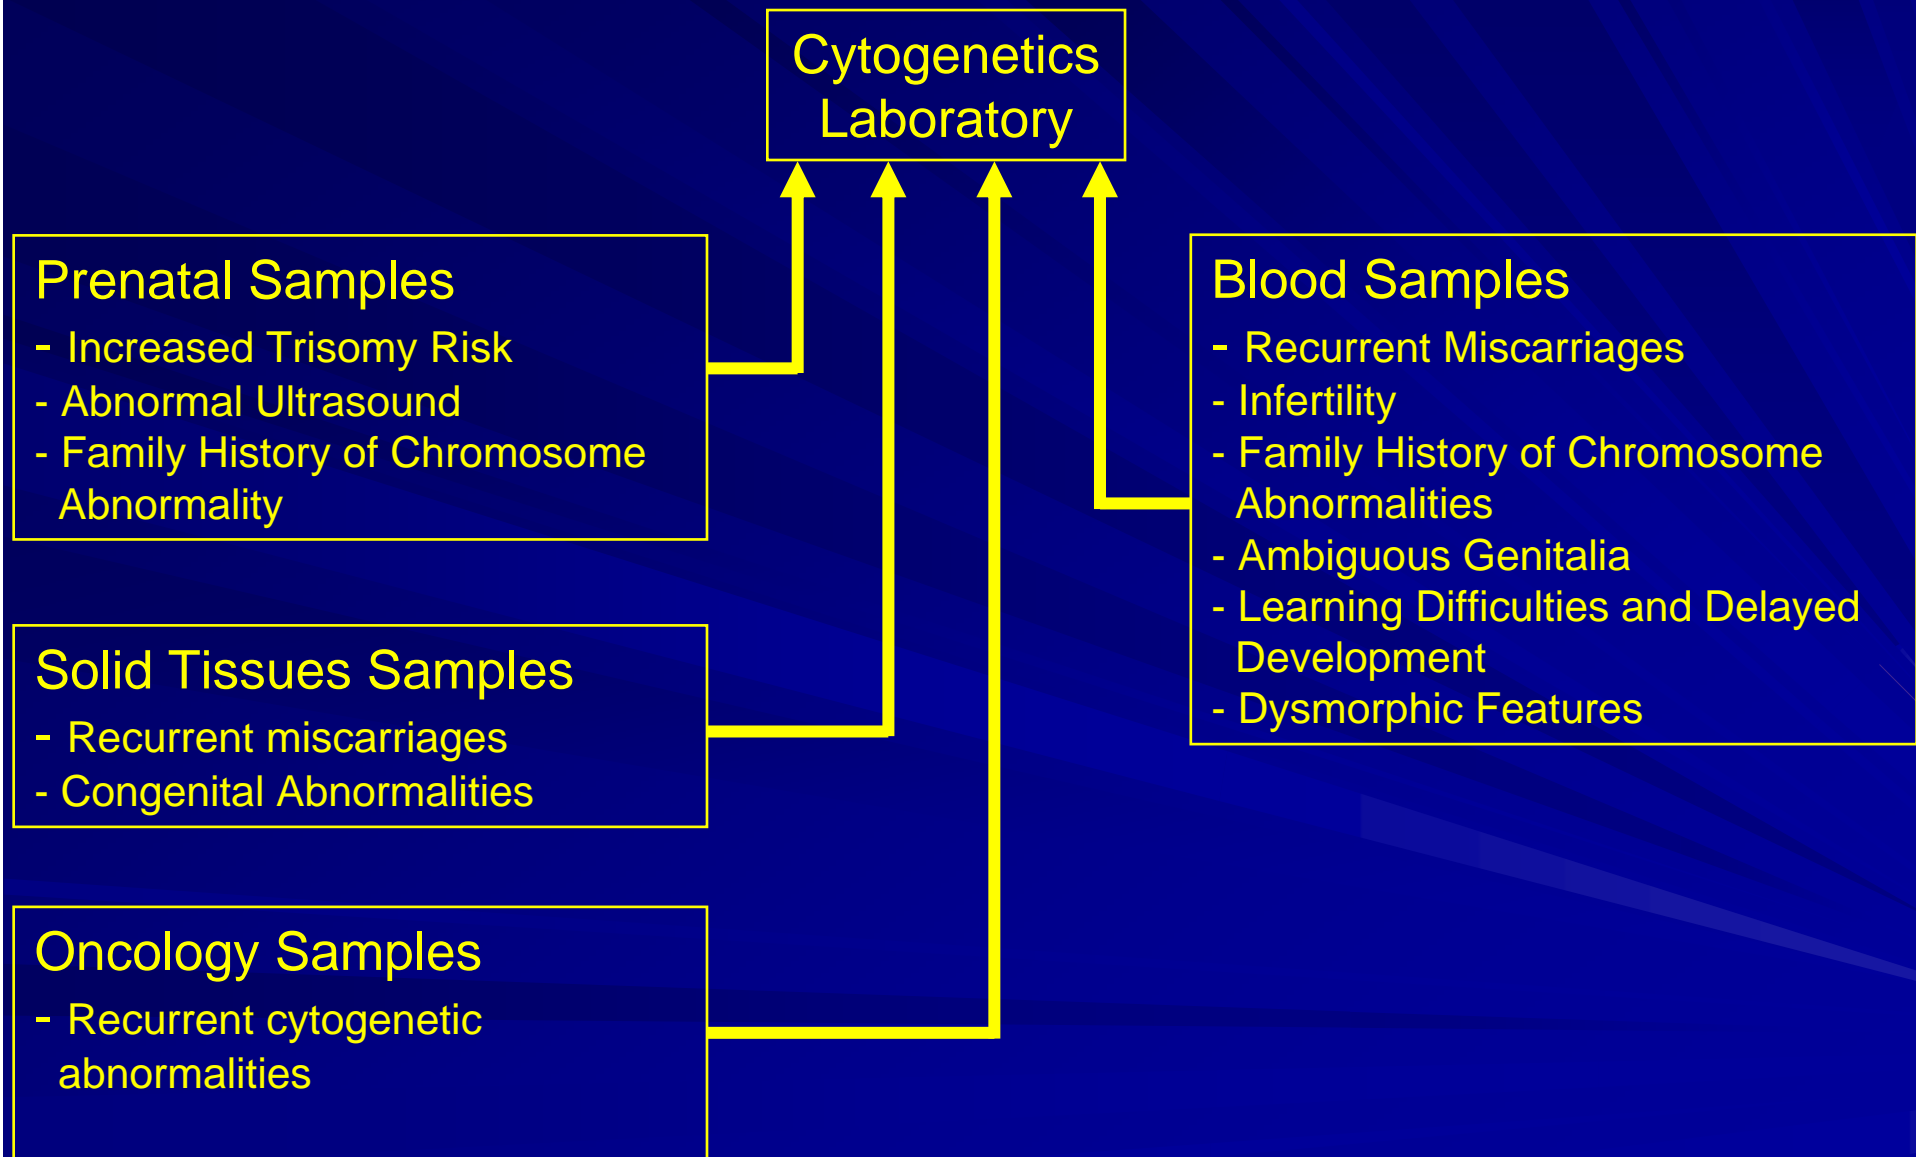 Cytogenetics
Laboratory
Prenatal Samples
- Increased Trisomy Risk
- Abnormal Ultrasound
- Family History of Chromosome
Abnormality
Solid Tissues Samples
- Recurrent miscarriages
- Congenital Abnormalities
Oncology Samples
- Recurrent cytogenetic
abnormalities
Blood Samples
- Recurrent Miscarriages
- Infertility
- Family History of Chromosome
Abnormalities
- Ambiguous Genitalia
- Learning Difficulties and Delayed
Development
- Dysmorphic Features